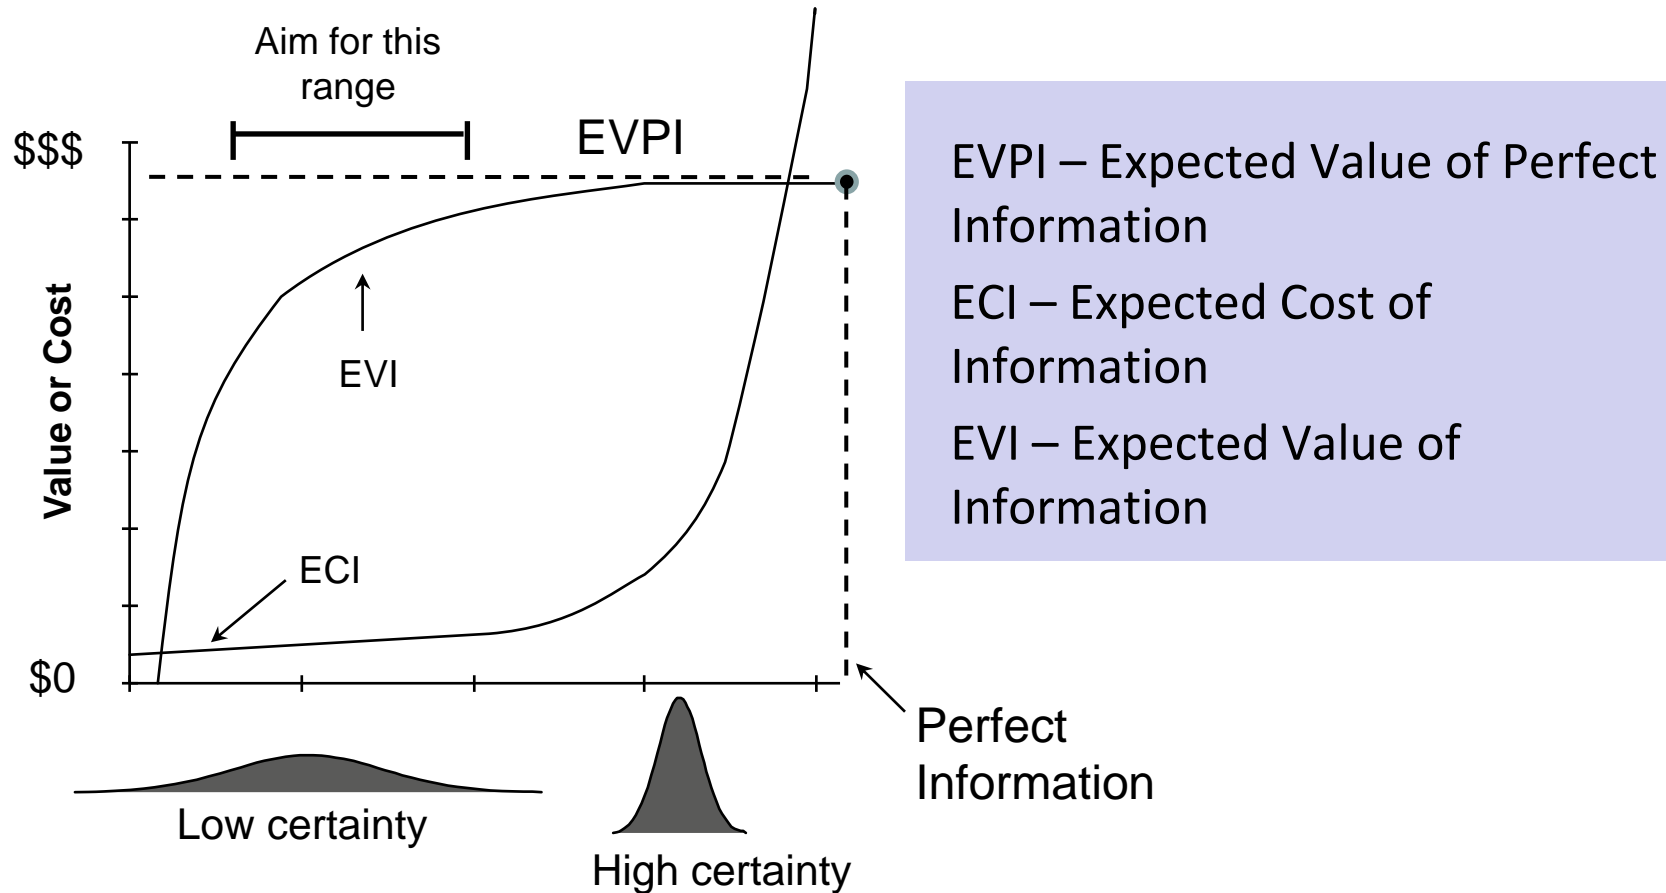 Aim for this
range
$$$
EVPI
Value or Cost
EVI
ECI
$0
Low certainty
High certainty
Perfect
Information
EVPI – Expected Value of Perfect
Information
ECI – Expected Cost of
Information
EVI – Expected Value of
Information